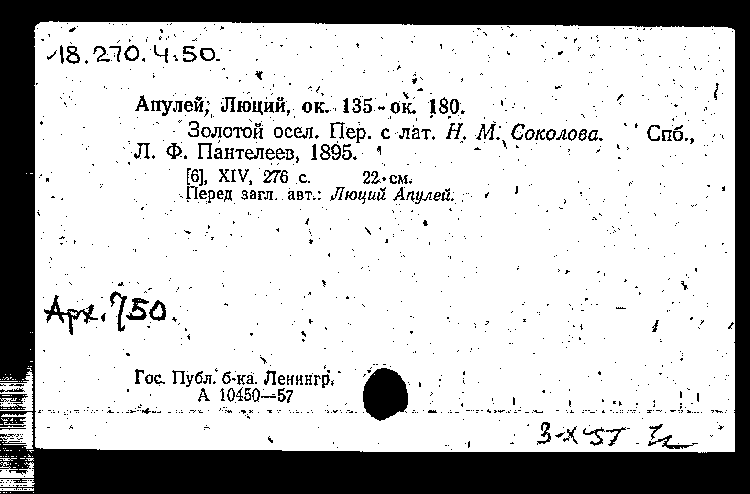 18.270.4.50.
Апулей, Люций, ок. 135-ок. 180.
Золотой осел. Пер. с лат. Н. М. Соколова. Спб.,
Л. Ф. Пантелеев, 1895.
[6], XIV, 276 с. 22 см.
Перед загл. авт.: Люций Апулей.
Арх. 750.
Гос. Публ. б-ка. Ленингр.
А 10450—57
3-X-57